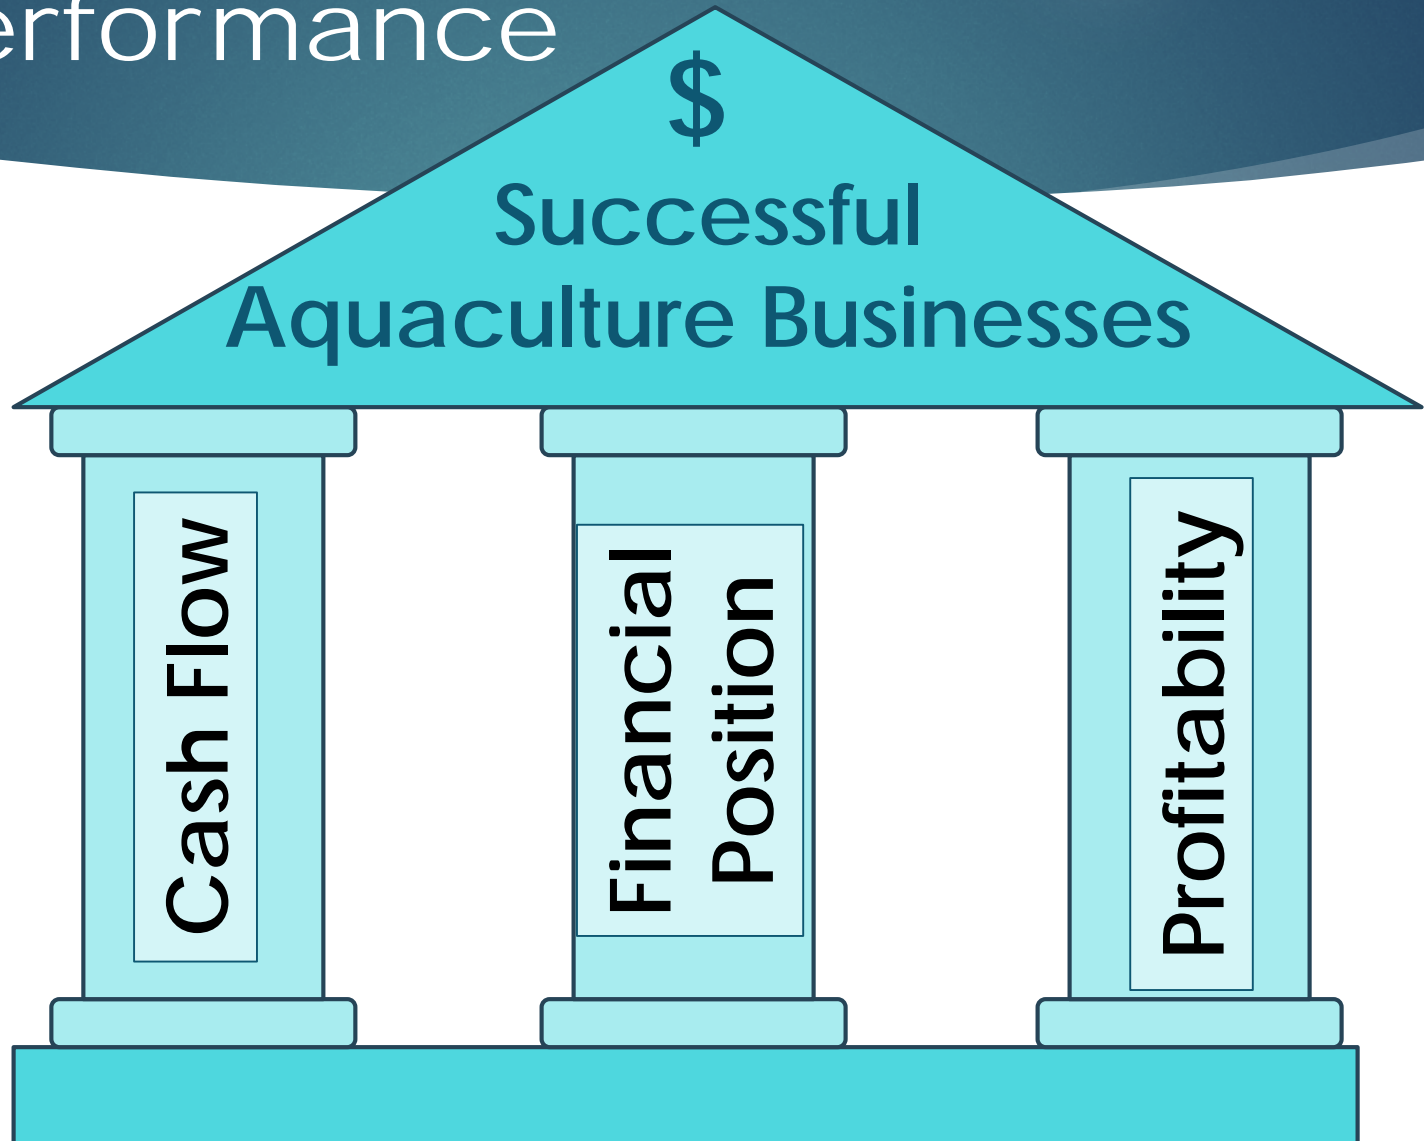 erformance
$
Successful
Aquaculture Businesses
Cash Flow
Financial
Position
Profitability